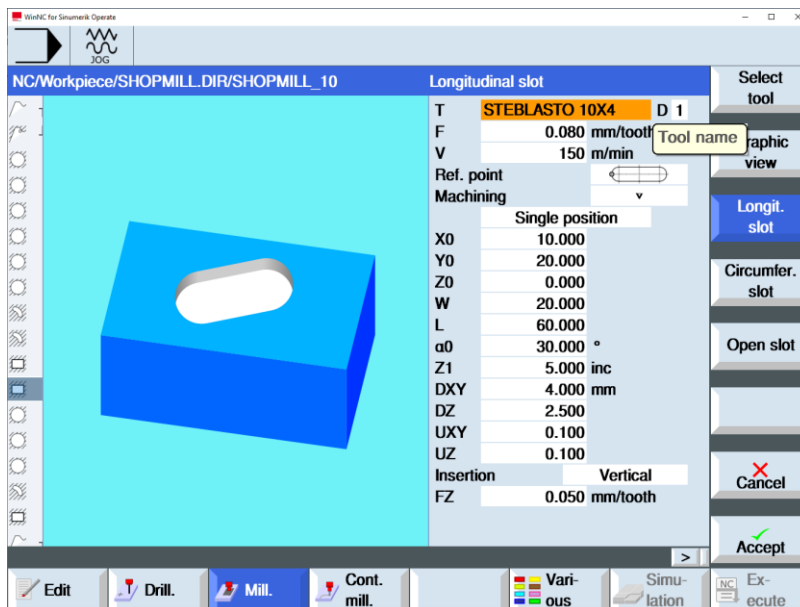 WinNC for Sinumerik Operate
JOG
NC/Workpiece/SHOPMILL.DIR/SHOPMILL_10
Longitudinal slot
T STEBLASTO 10X4 D 1
F 0.080 mm/tooth
Tool name
V 150 m/min
Ref. point
Machining v
Single position
X0 10.000
Y0 20.000
Z0 0.000
W 20.000
L 60.000
α0 30.000 °
Z1 5.000 inc
DXY 4.000 mm
DZ 2.500
UXY 0.100
UZ 0.100
Insertion Vertical
FZ 0.050 mm/tooth
Select
tool
view
Longit.
slot
Circumfer.
slot
Open slot
Cancel
Accept
>
Edit
Drill.
Mill.
Cont.
mill.
Vari-
ous
Simu-
lation
NC
Ex-
ecute